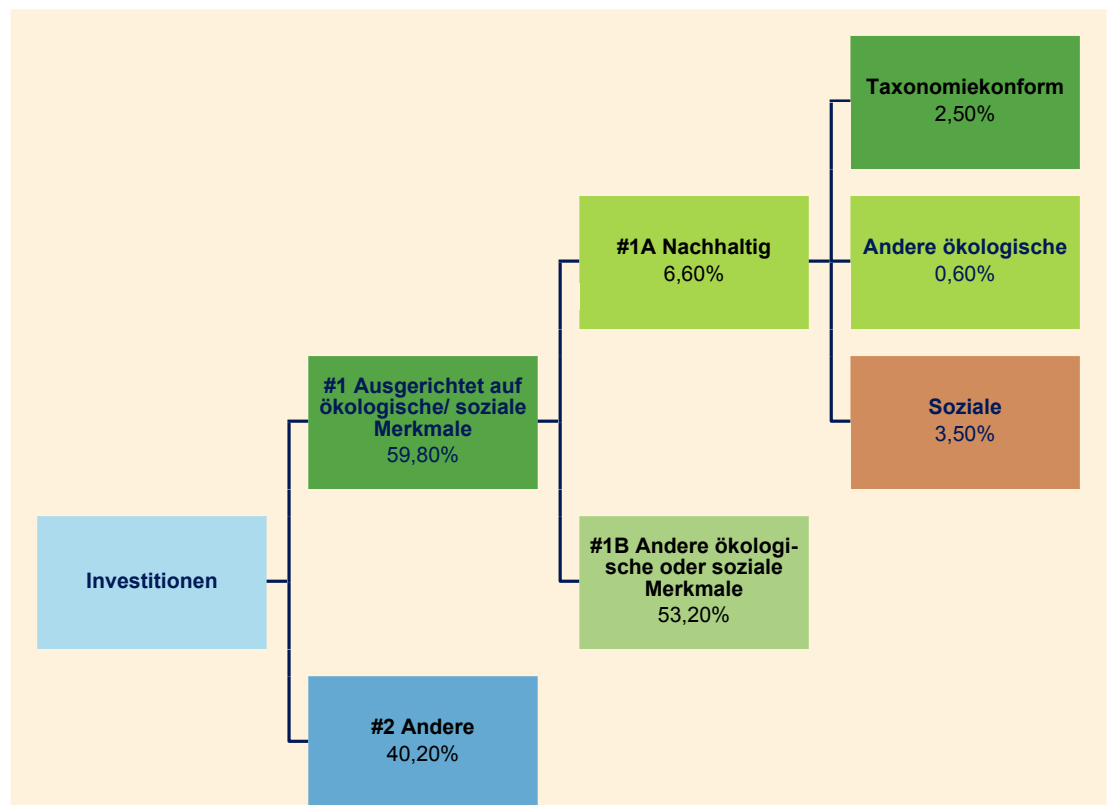 Taxonomiekonform
2,50%
#1A Nachhaltig
6,60%
Andere ökologische
0,60%
#1 Ausgerichtet auf
ökologische/ soziale
Merkmale
59,80%
Soziale
3,50%
Investitionen
#1B Andere ökologi-
sche oder soziale
Merkmale
53,20%
#2 Andere
40,20%